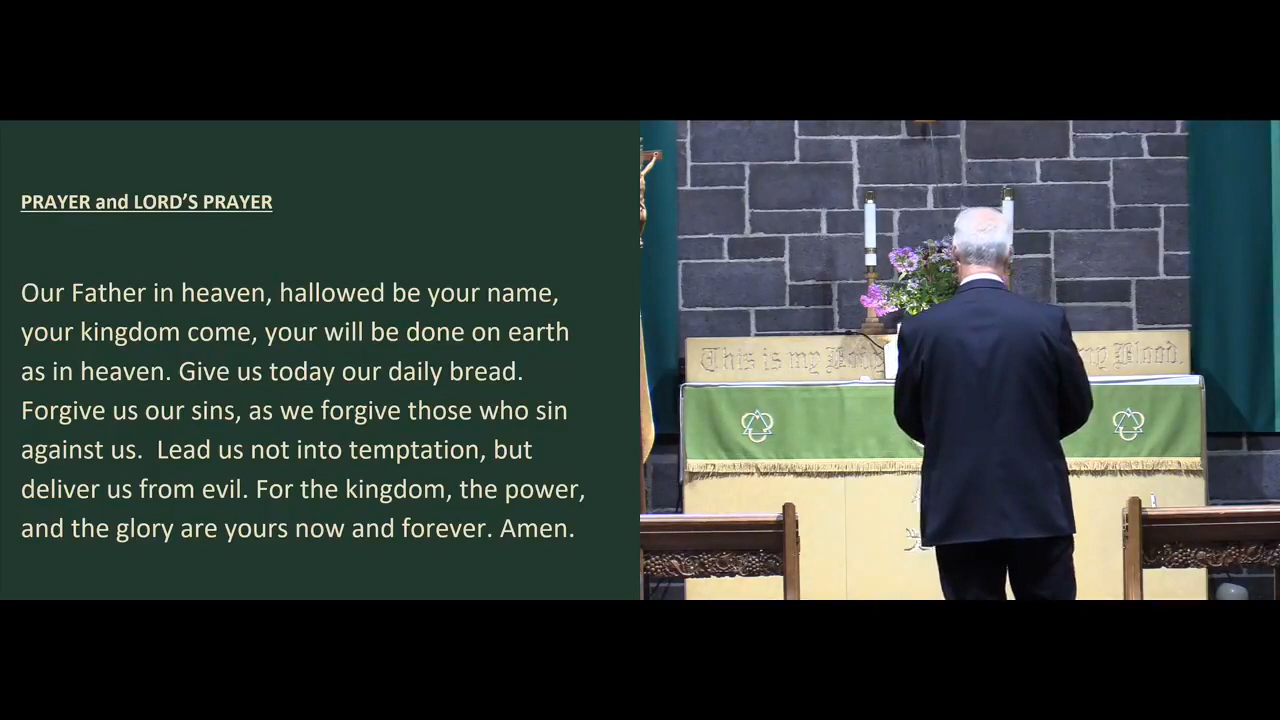 PRAYER and LORD'S PRAYER
Our Father in heaven, hallowed be your name,
your kingdom come, your will be done on earth
as in heaven. Give us today our daily bread.
Forgive us our sins, as we forgive those who sin
against us.  Lead us not into temptation, but
deliver us from evil. For the kingdom, the power,
and the glory are yours now and forever. Amen.
This is my my Blood.